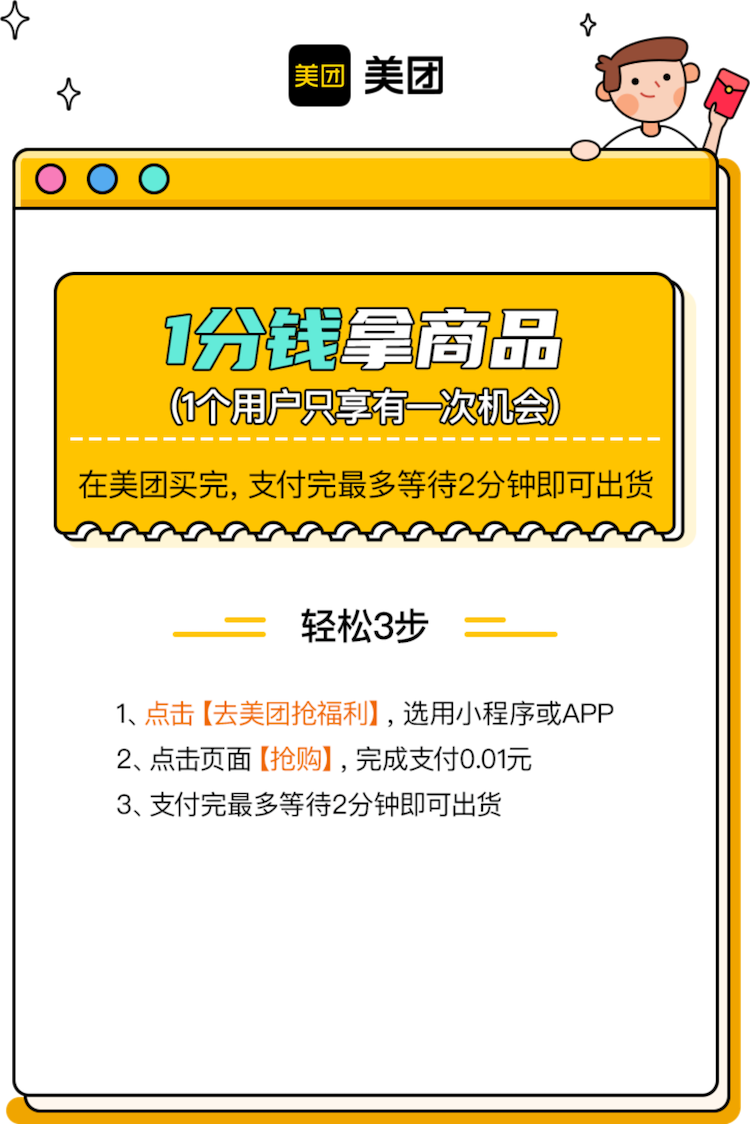 美团 美团
1分钱拿商品
(1个用户只享有一次机会)
在美团买完, 支付完最多等待2分钟即可出货
轻松3步
1、点击【去美团抢福利】, 选用小程序或APP
2、点击页面【抢购】, 完成支付0.01元
3、支付完最多等待2分钟即可出货